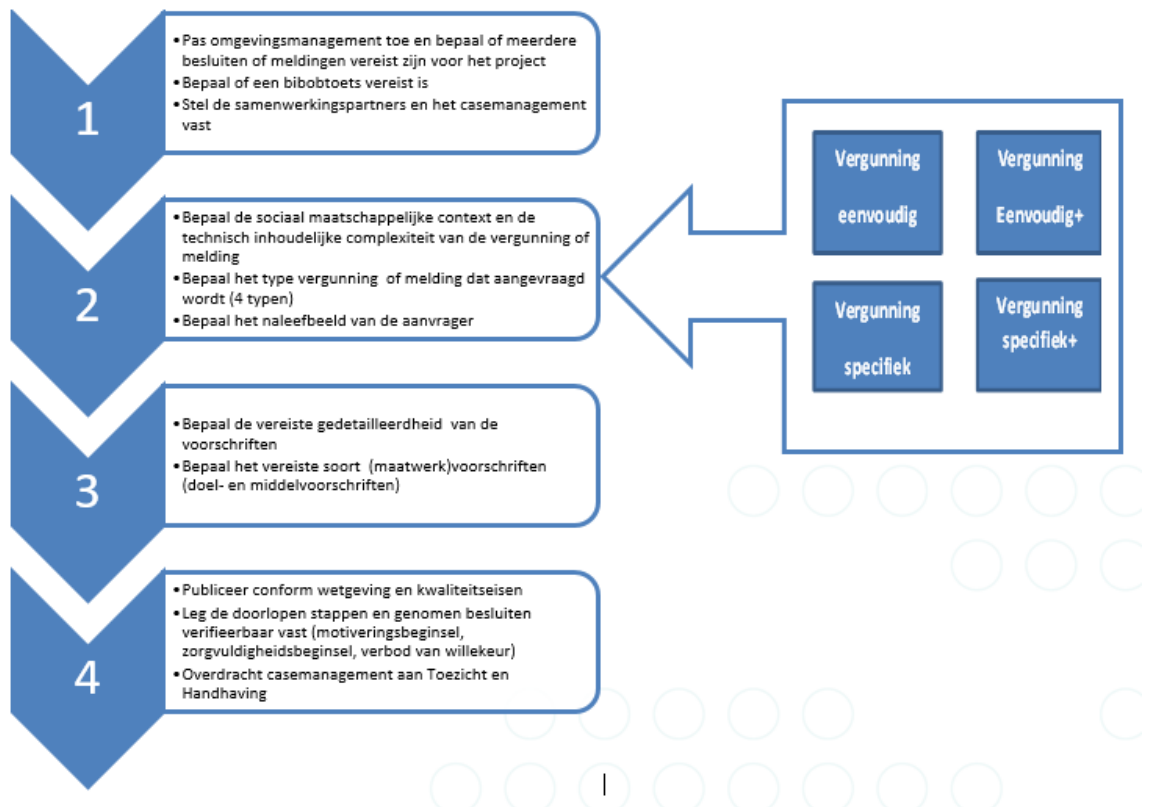 1
•Pas omgevingsmanagement toe en bepaal of meerdere
besluiten of meldingen vereist zijn voor het project
•Bepaal of een bibobtoets vereist is
•Stel de samenwerkingspartners en het casemanagement
vast
2
•Bepaal de sociaal maatschappelijke context en de
technisch inhoudelijke complexiteit van de vergunning of
melding
•Bepaal het type vergunning of melding dat aangevraagd
wordt (4 typen)
•Bepaal het naleefbeeld van de aanvrager
Vergunning
eenvoudig
Vergunning
Eenvoudig+
Vergunning
specifiek
Vergunning
specifiek+
3
•Bepaal de vereiste gedetailleerdheid van de
voorschriften
•Bepaal het vereiste soort (maatwerk)voorschriften
(doel- en middelvoorschriften)
4
•Publiceer conform wetgeving en kwaliteitseisen
•Leg de doorlopen stappen en genomen besluiten
verifieerbaar vast (motiveringsbeginsel,
zorgvuldigheidsbeginsel, verbod van willekeur)
•Overdracht casemanagement aan Toezicht en
Handhaving